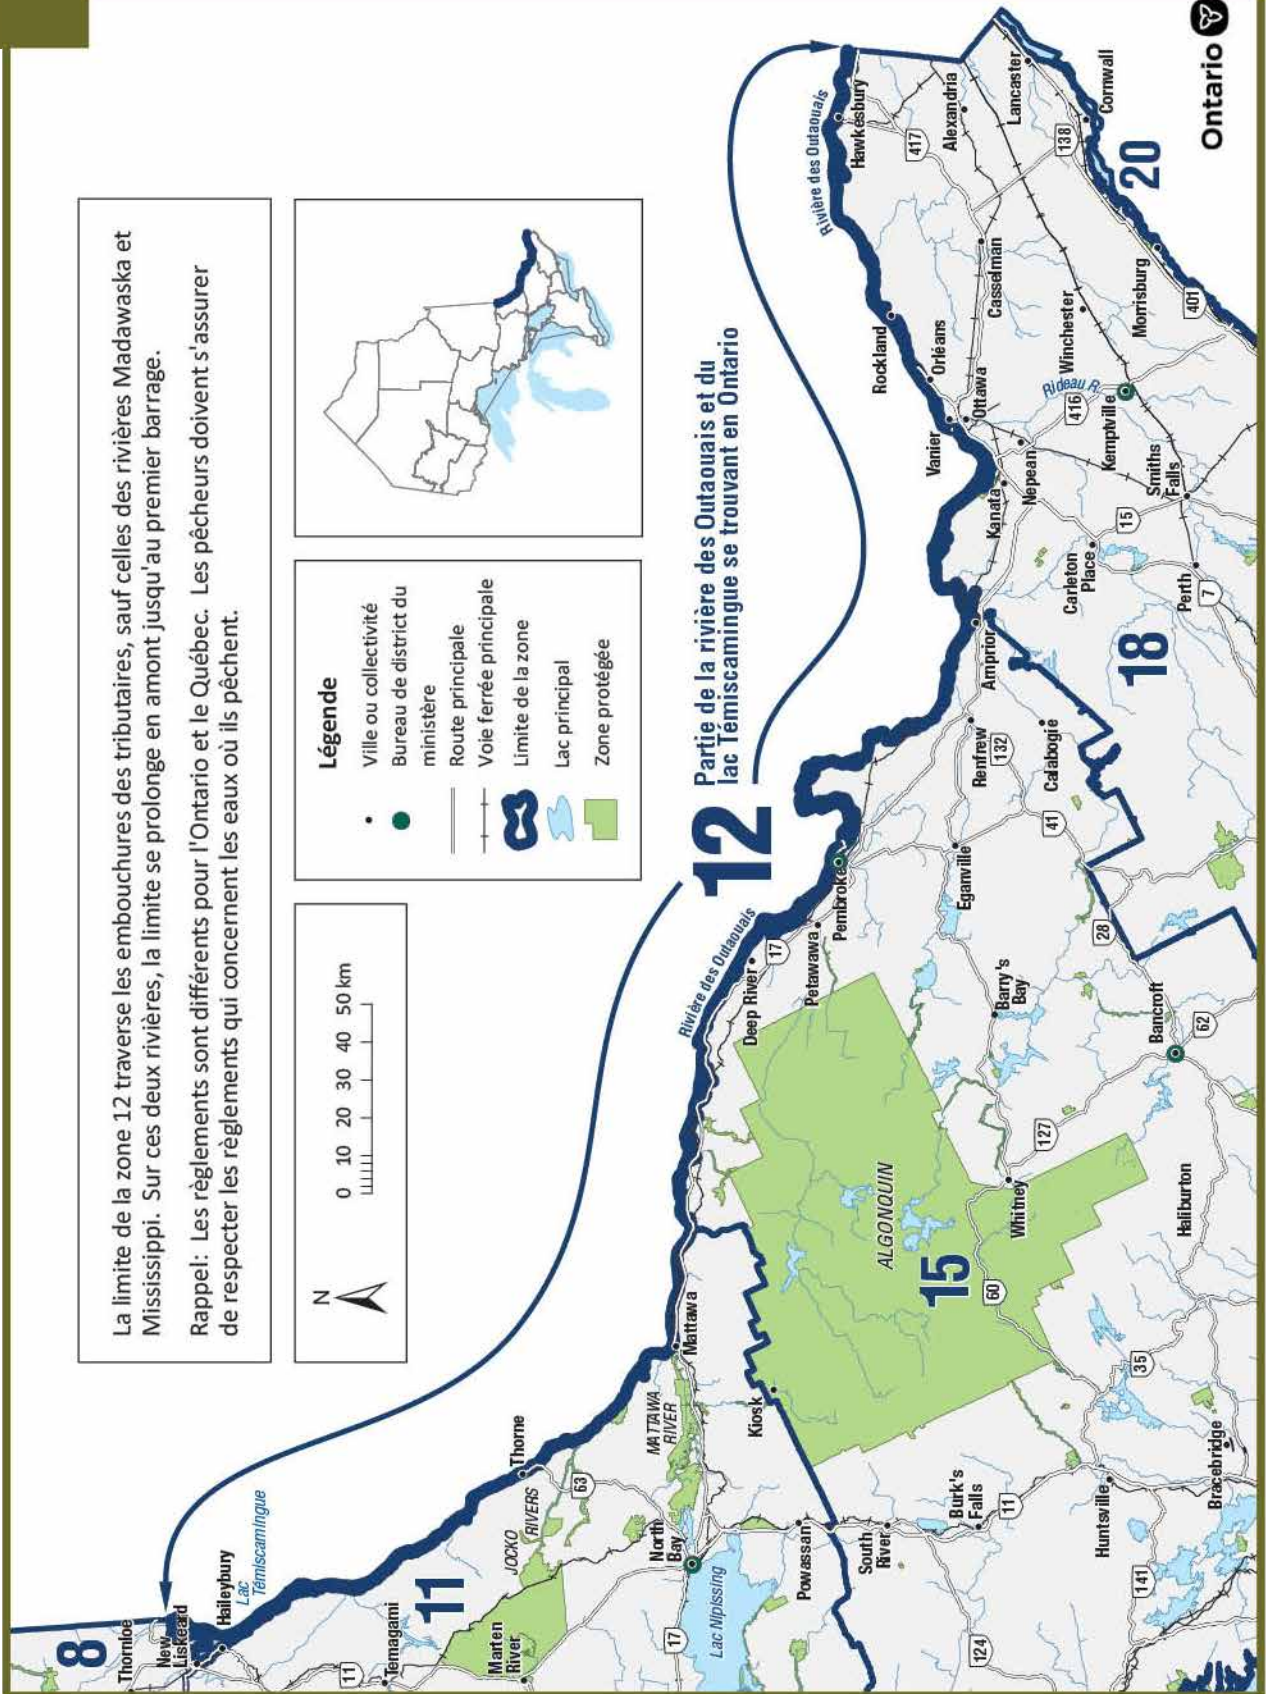 La limite de la zone 12 traverse les embouchures des tributaires, sauf celles des rivières Madawaska et
Mississippi. Sur ces deux rivières, la limite se prolonge en amont jusqu'au premier barrage.
Rappel: Les règlements sont différents pour l'Ontario et le Québec. Les pêcheurs doivent s'assurer
de respecter les règlements qui concernent les eaux où ils pêchent.
N
0 10 20 30 40 50 km
Légende
Ville ou collectivité
Bureau de district du
ministère
Route principale
Voie ferrée principale
Limite de la zone
Lac principal
Zone protégée
12
Partie de la rivière des Outaouais et du
lac Témiscamingue se trouvant en Ontario
8
Thornloe
New
Liskeard
Haileybury
Lac
Témiscamingue
11
Temagami
11
Marten
River
JOCKO
RIVERS
Thorne
63
MATTAWA
RIVER
Mattawa
North
Bay
17
Lac Nipissing
Powassan
Kiosk
South
River
Burk's
Falls
11
124
141
Huntsville
35
Bracebridge
Haliburton
60
15
ALGONQUIN
Whitney
127
Rivière des Outaouais
Deep River
17
Petawawa
Pembroke
Barry's
Bay
Bancroft
62
28
Eganville
41
Renfrew
132
Calabogie
Arnprior
18
Carleton
Place
Perth
7
15
Smiths
Falls
Kanata
Nepean
Vanier
Ottawa
Orléans
Rockland
Rideau R.
416
Kemptville
Winchester
Casselman
Morrisburg
401
20
Rivière des Outaouais
Hawkesbury
417
Alexandria
138
Lancaster
Cornwall
Ontario